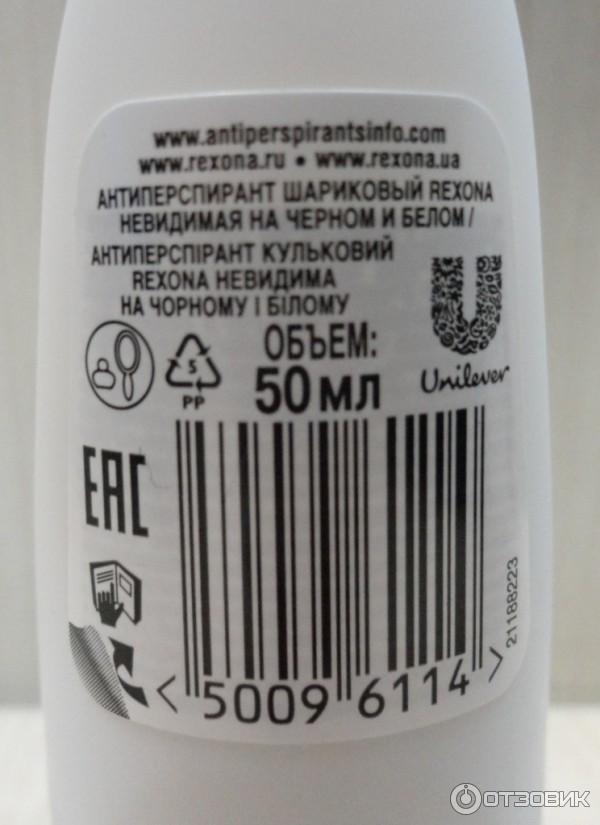 www.antiperspirantsinfo.com
www.rexona.ru • www.rexona.ua
АНТИПЕРСПИРАНТ ШАРИКОВЫЙ REXONA
НЕВИДИМАЯ НА ЧЕРНОМ И БЕЛОМ /
АНТИПЕРСПІРАНТ КУЛЬКОВИЙ
REXONA НЕВИДИМА
НА ЧОРНОМУ І БІЛОМУ
Unilever
5
PP
ОБЪЕМ:
50 МЛ
EAC
21188223
< 5009 6114 >
ОТЗОВИК